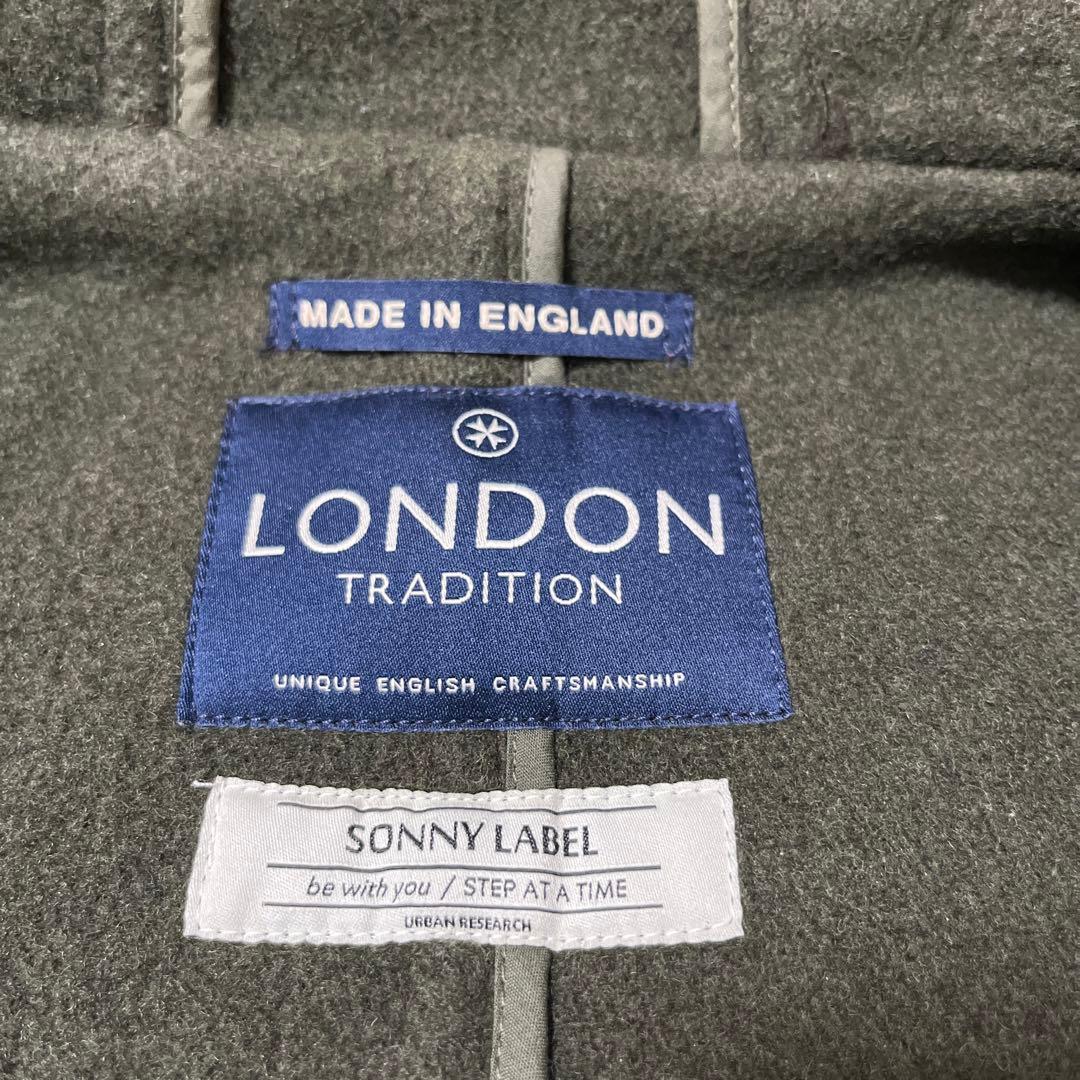 MADE IN ENGLAND
LONDON
TRADITION
UNIQUE ENGLISH CRAFTSMANSHIP
SONNY LABEL
be with you / STEP AT A TIME
URBAN RESEARCH